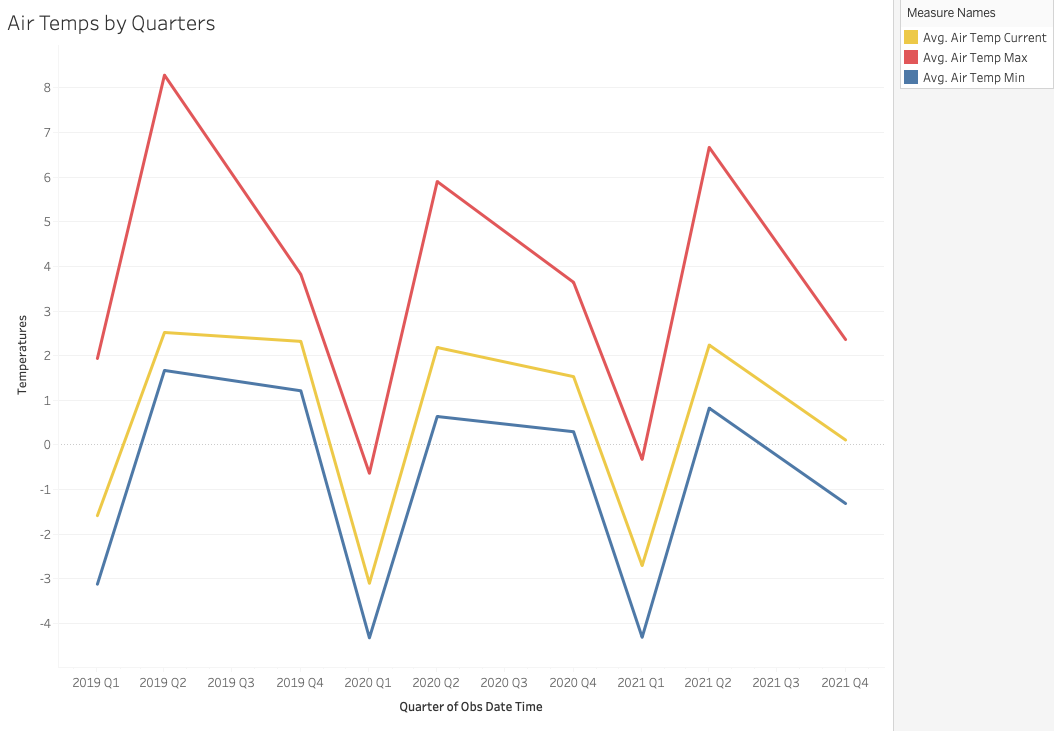 Air Temps by Quarters
Measure Names
Avg. Air Temp Current
Avg. Air Temp Max
Avg. Air Temp Min
8
7
6
5
4
3
2
1
0
-1
-2
-3
-4
Temperatures
2019 Q1 2019 Q2 2019 Q3 2019 Q4 2020 Q1 2020 Q2 2020 Q3 2020 Q4 2021 Q1 2021 Q2 2021 Q3 2021 Q4
Quarter of Obs Date Time